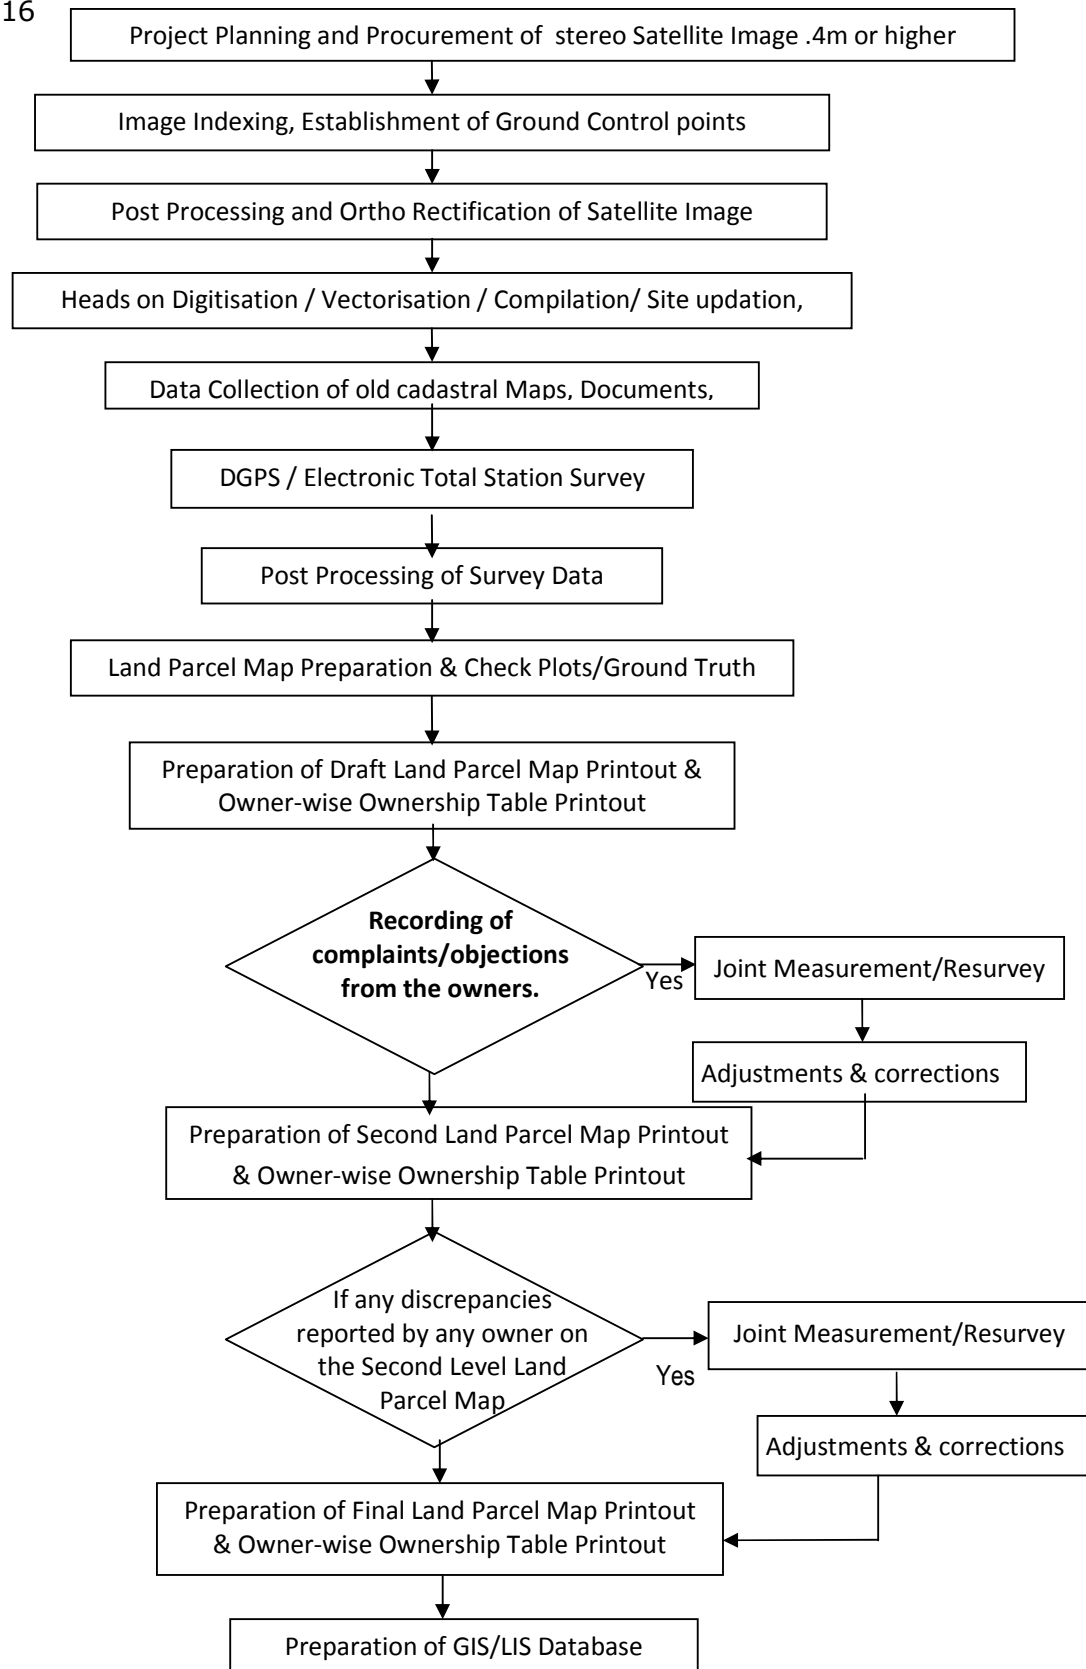 16
Project Planning and Procurement of stereo Satellite Image .4m or higher
Image Indexing, Establishment of Ground Control points
Post Processing and Ortho Rectification of Satellite Image
Heads on Digitisation / Vectorisation / Compilation/ Site updation,
Data Collection of old cadastral Maps, Documents,
DGPS / Electronic Total Station Survey
Post Processing of Survey Data
Land Parcel Map Preparation & Check Plots/Ground Truth
Preparation of Draft Land Parcel Map Printout &
Owner-wise Ownership Table Printout
Recording of
complaints/objections
from the owners.
Yes
Joint Measurement/Resurvey
Adjustments & corrections
Preparation of Second Land Parcel Map Printout
& Owner-wise Ownership Table Printout
If any discrepancies
reported by any owner on
the Second Level Land
Parcel Map
Yes
Joint Measurement/Resurvey
Adjustments & corrections
Preparation of Final Land Parcel Map Printout
& Owner-wise Ownership Table Printout
Preparation of GIS/LIS Database